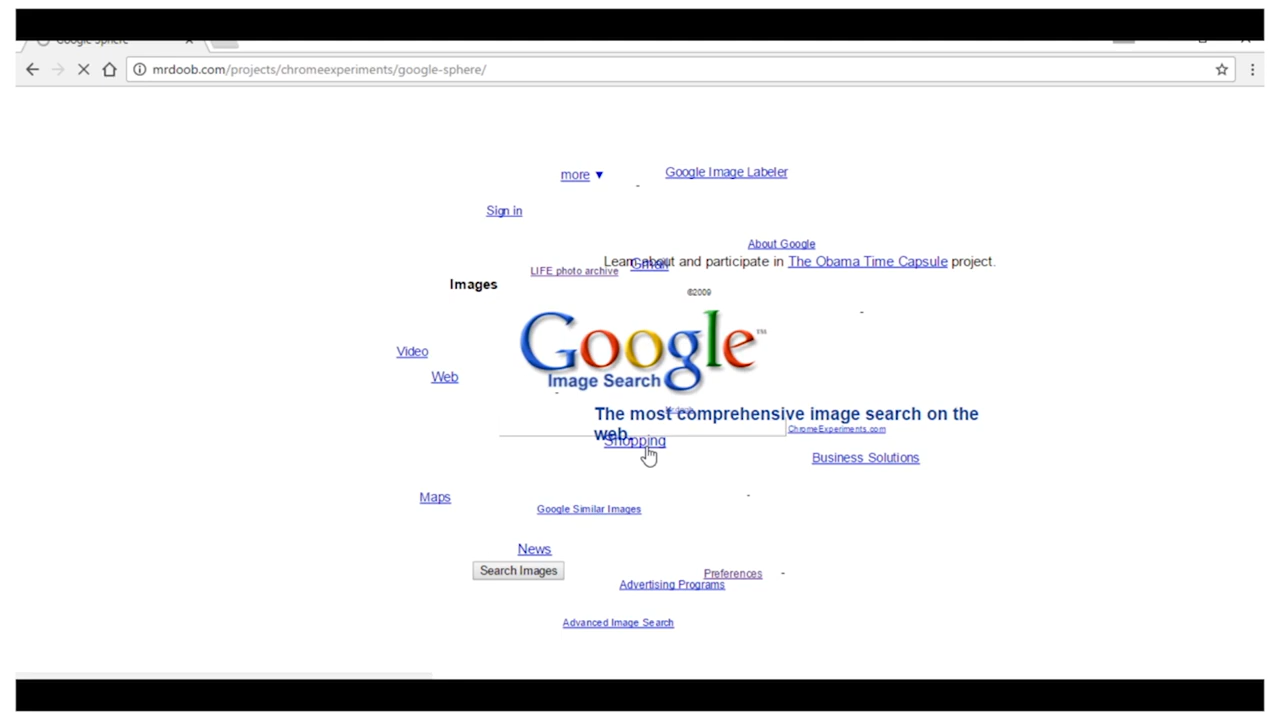 Google Sphere
mrdoob.com/projects/chromeexperiments/google-sphere/
more ▼
Google Image Labeler
-
Sign in
About Google
Learn about and participate in The Obama Time Capsule project.
Gmail
LIFE photo archive
Images
©2009
Google™
Image Search
Video
Web
-
The most comprehensive image search on the
web.
ChromeExperiments.com
Shopping
Business Solutions
Maps
-
Google Similar Images
News
Search Images
Preferences
-
Advertising Programs
Advanced Image Search